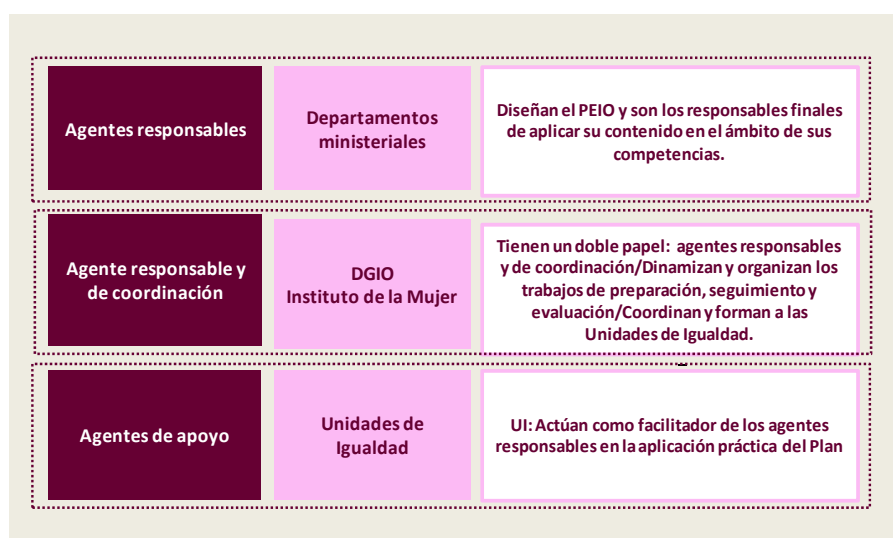 Agentes responsables
Departamentos
ministeriales
Diseñan el PEIO y son los responsables finales
de aplicar su contenido en el ámbito de sus
competencias.
Agente responsable y
de coordinación
DGIO
Instituto de la Mujer
Tienen un doble papel: agentes responsables
y de coordinación/Dinamizan y organizan los
trabajos de preparación, seguimiento y
evaluación/Coordinan y forman a las
Unidades de Igualdad.
Agentes de apoyo
Unidades de
Igualdad
UI: Actúan como facilitador de los agentes
responsables en la aplicación práctica del Plan